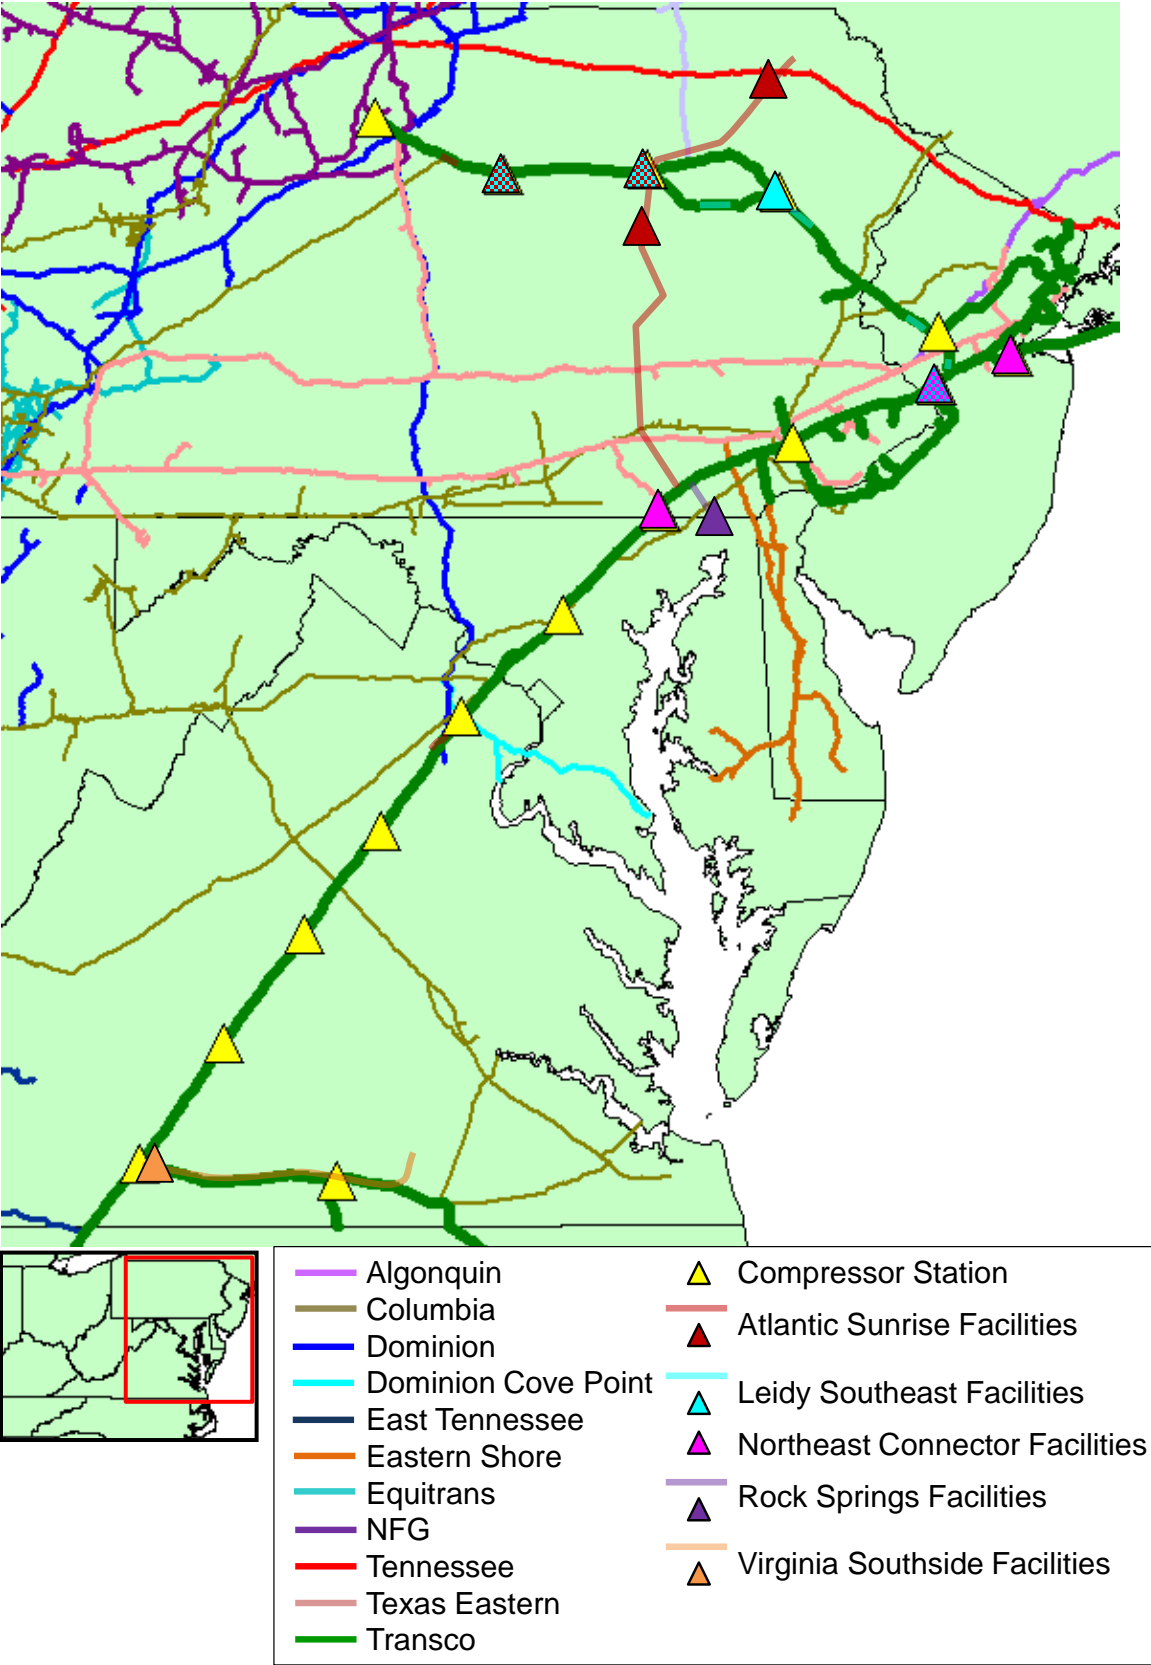 Algonquin
Columbia
Dominion
Dominion Cove Point
East Tennessee
Eastern Shore
Equitrans
NFG
Tennessee
Texas Eastern
Transco
Compressor Station
Atlantic Sunrise Facilities
Leidy Southeast Facilities
Northeast Connector Facilities
Rock Springs Facilities
Virginia Southside Facilities